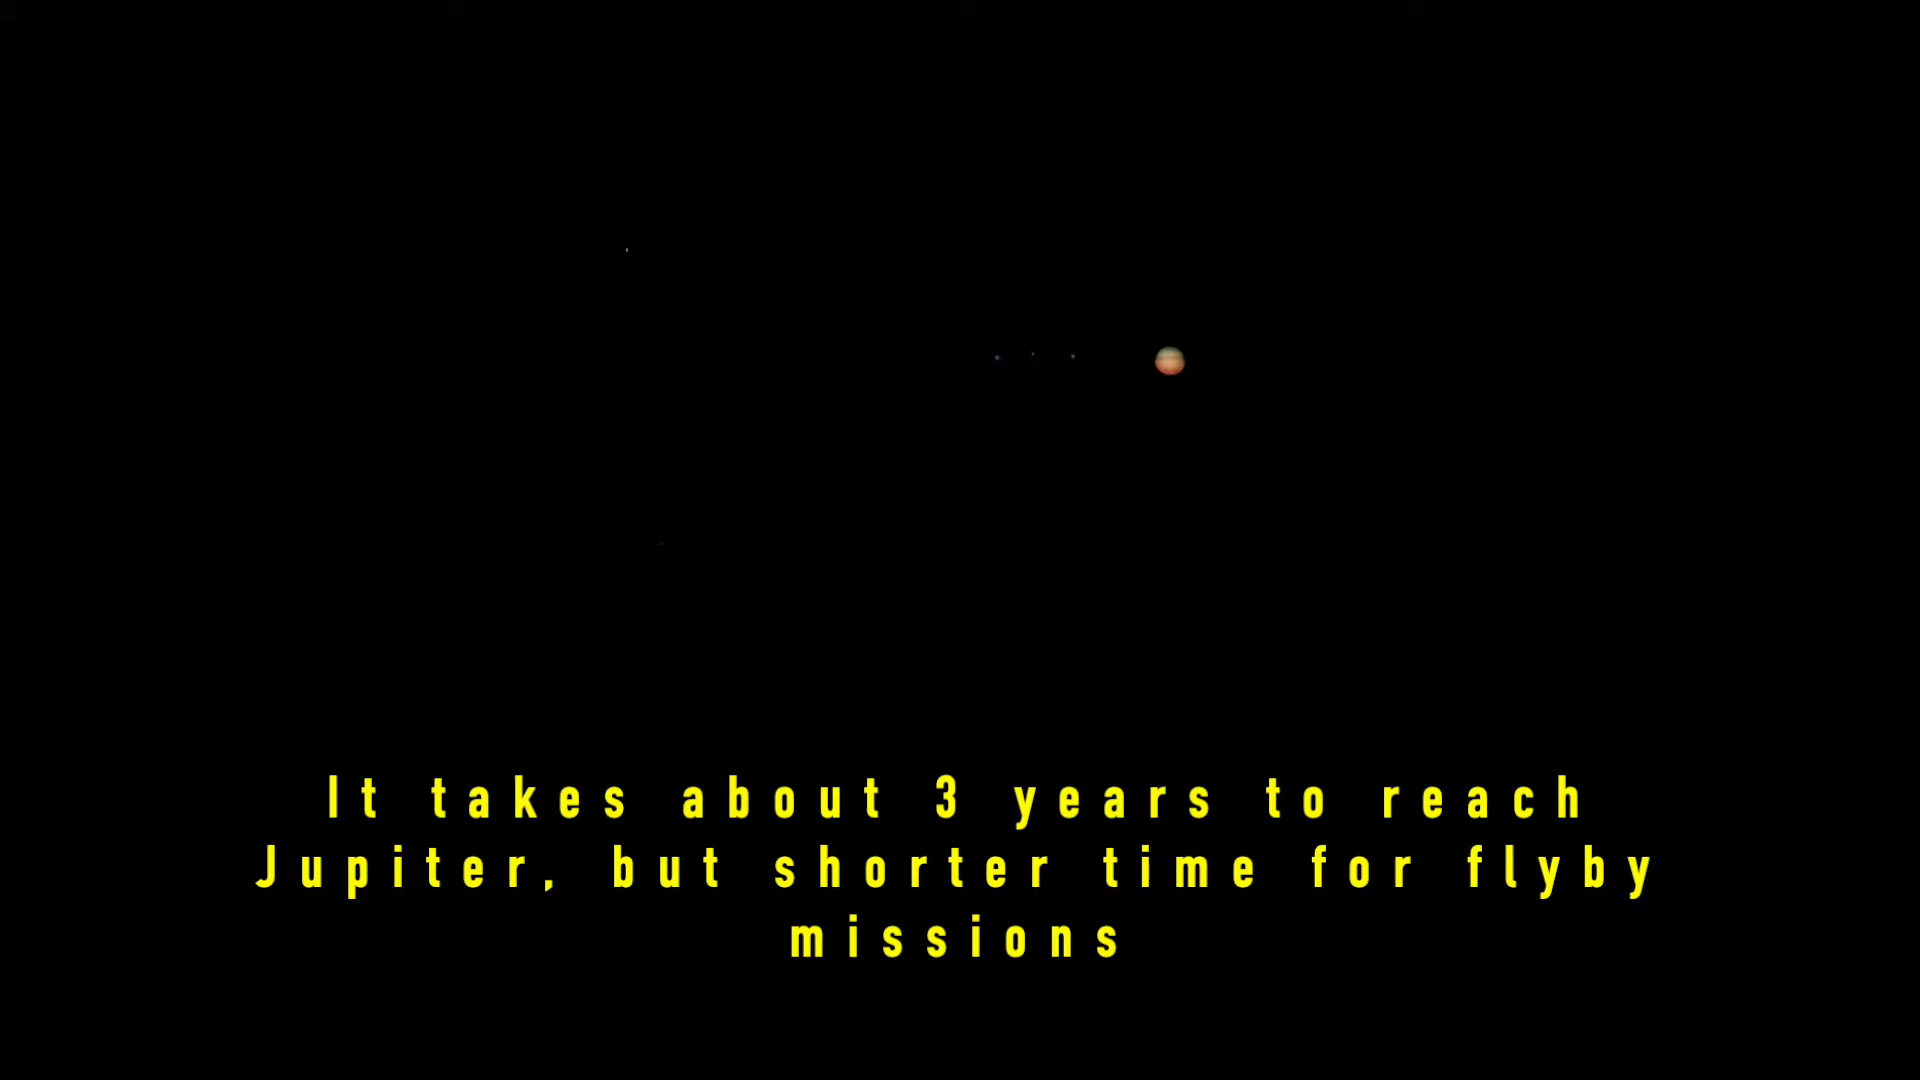 It takes about 3 years to reach
Jupiter, but shorter time for flyby
missions